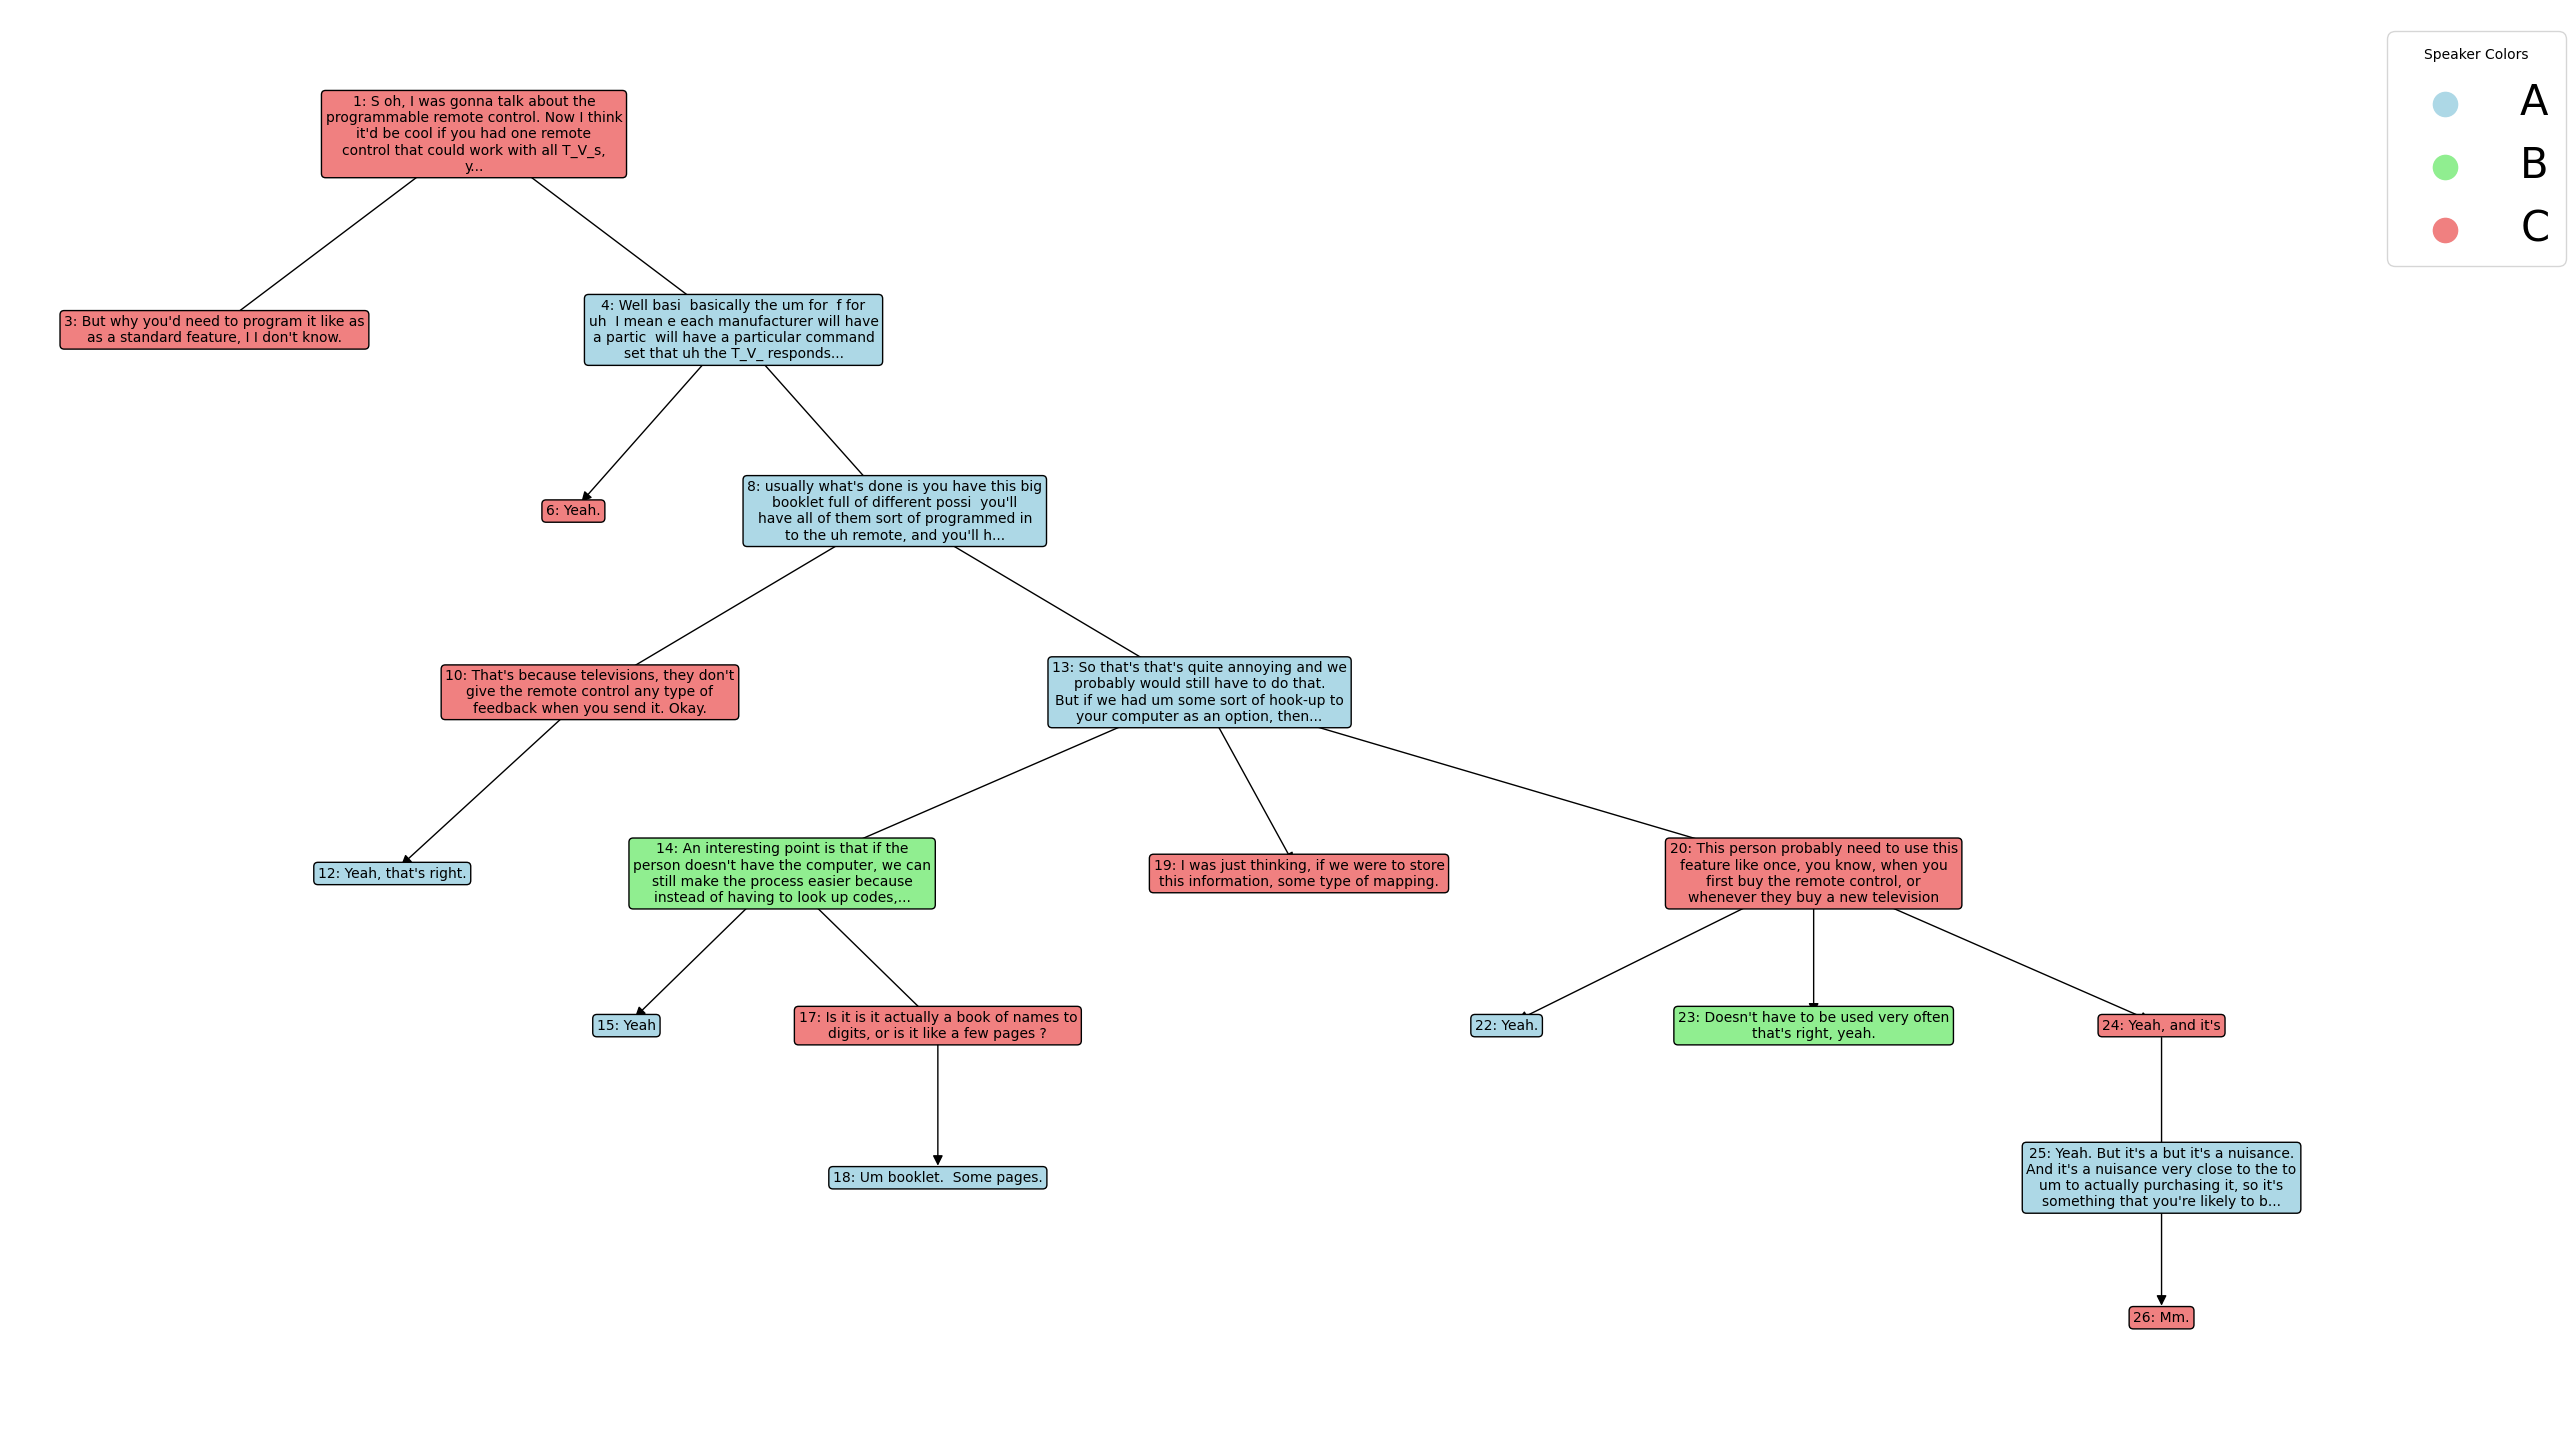 Speaker Colors
A
B
C
1: S oh, I was gonna talk about the
programmable remote control. Now I think
it'd be cool if you had one remote
control that could work with all T_V_s,
y...
3: But why you'd need to program it like as
as a standard feature, I I don't know.
4: Well basi  basically the um for  f for
uh  I mean e each manufacturer will have
a partic  will have a particular command
set that uh the T_V_ responds...
6: Yeah.
8: usually what's done is you have this big
booklet full of different possi  you'll
have all of them sort of programmed in
to the uh remote, and you'll h...
10: That's because televisions, they don't
give the remote control any type of
feedback when you send it. Okay.
13: So that's that's quite annoying and we
probably would still have to do that.
But if we had um some sort of hook-up to
your computer as an option, then...
12: Yeah, that's right.
14: An interesting point is that if the
person doesn't have the computer, we can
still make the process easier because
instead of having to look up codes,...
19: I was just thinking, if we were to store
this information, some type of mapping.
20: This person probably need to use this
feature like once, you know, when you
first buy the remote control, or
whenever they buy a new television
15: Yeah
17: Is it is it actually a book of names to
digits, or is it like a few pages ?
22: Yeah.
23: Doesn't have to be used very often
that's right, yeah.
24: Yeah, and it's
18: Um booklet.  Some pages.
25: Yeah. But it's a but it's a nuisance.
And it's a nuisance very close to the to
um to actually purchasing it, so it's
something that you're likely to b...
26: Mm.